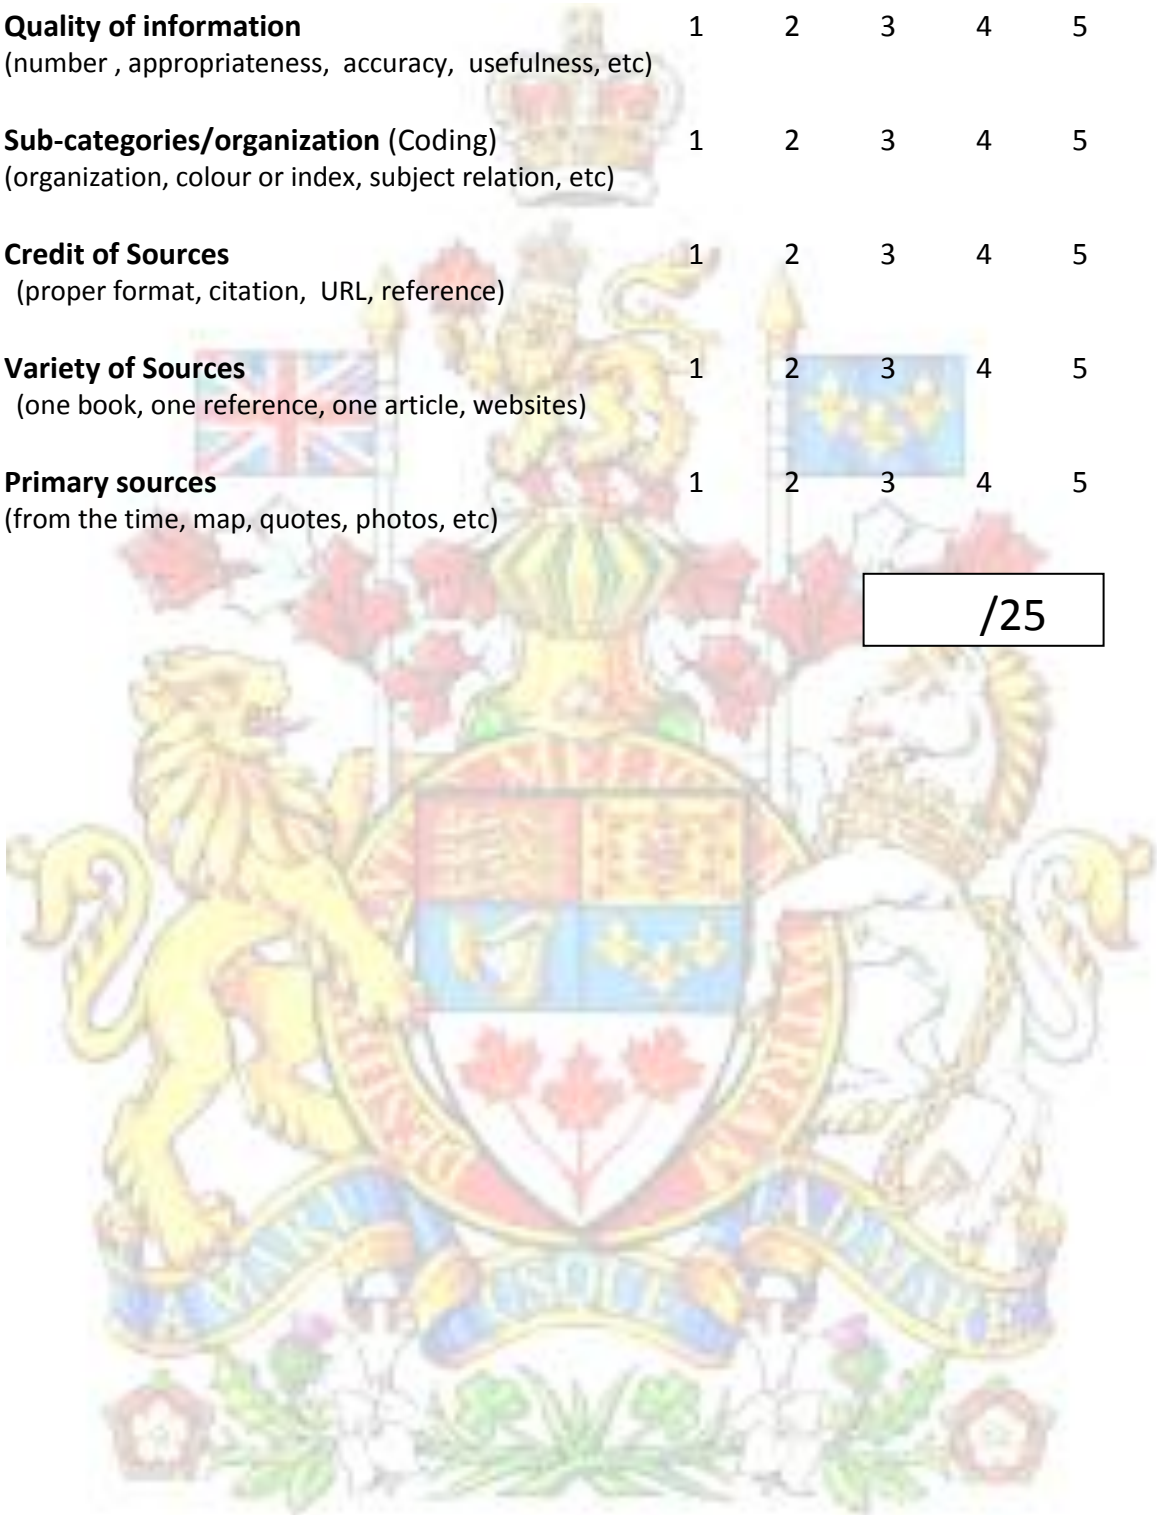 Quality of information 1 2 3 4 5
(number , appropriateness, accuracy, usefulness, etc)
Sub-categories/organization (Coding) 1 2 3 4 5
(organization, colour or index, subject relation, etc)
Credit of Sources 1 2 3 4 5
(proper format, citation, URL, reference)
Variety of Sources 1 2 3 4 5
(one book, one reference, one article, websites)
Primary sources 1 2 3 4 5
(from the time, map, quotes, photos, etc)
/25